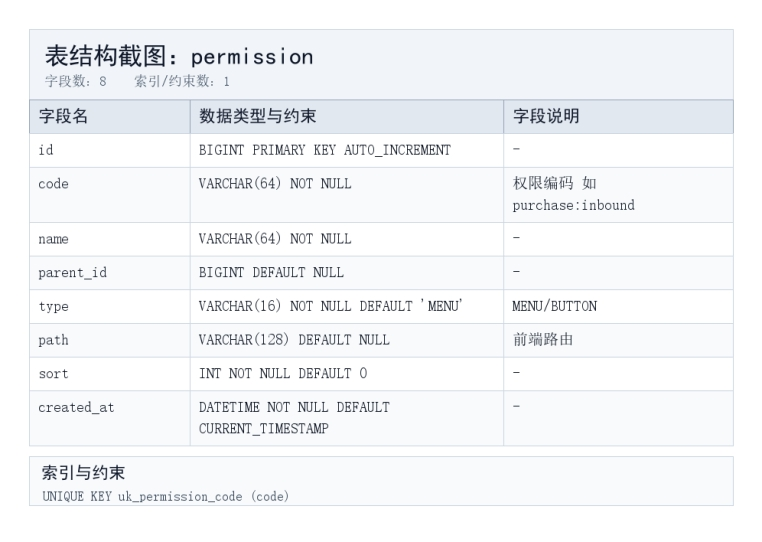 表结构截图：permission
字段数：8 索引/约束数：1
字段名 数据类型与约束 字段说明
id BIGINT PRIMARY KEY AUTO_INCREMENT -
code VARCHAR(64) NOT NULL 权限编码 如
purchase:inbound
name VARCHAR(64) NOT NULL -
parent_id BIGINT DEFAULT NULL -
type VARCHAR(16) NOT NULL DEFAULT 'MENU' MENU/BUTTON
path VARCHAR(128) DEFAULT NULL 前端路由
sort INT NOT NULL DEFAULT 0 -
created_at DATETIME NOT NULL DEFAULT -
CURRENT_TIMESTAMP
索引与约束
UNIQUE KEY uk_permission_code (code)